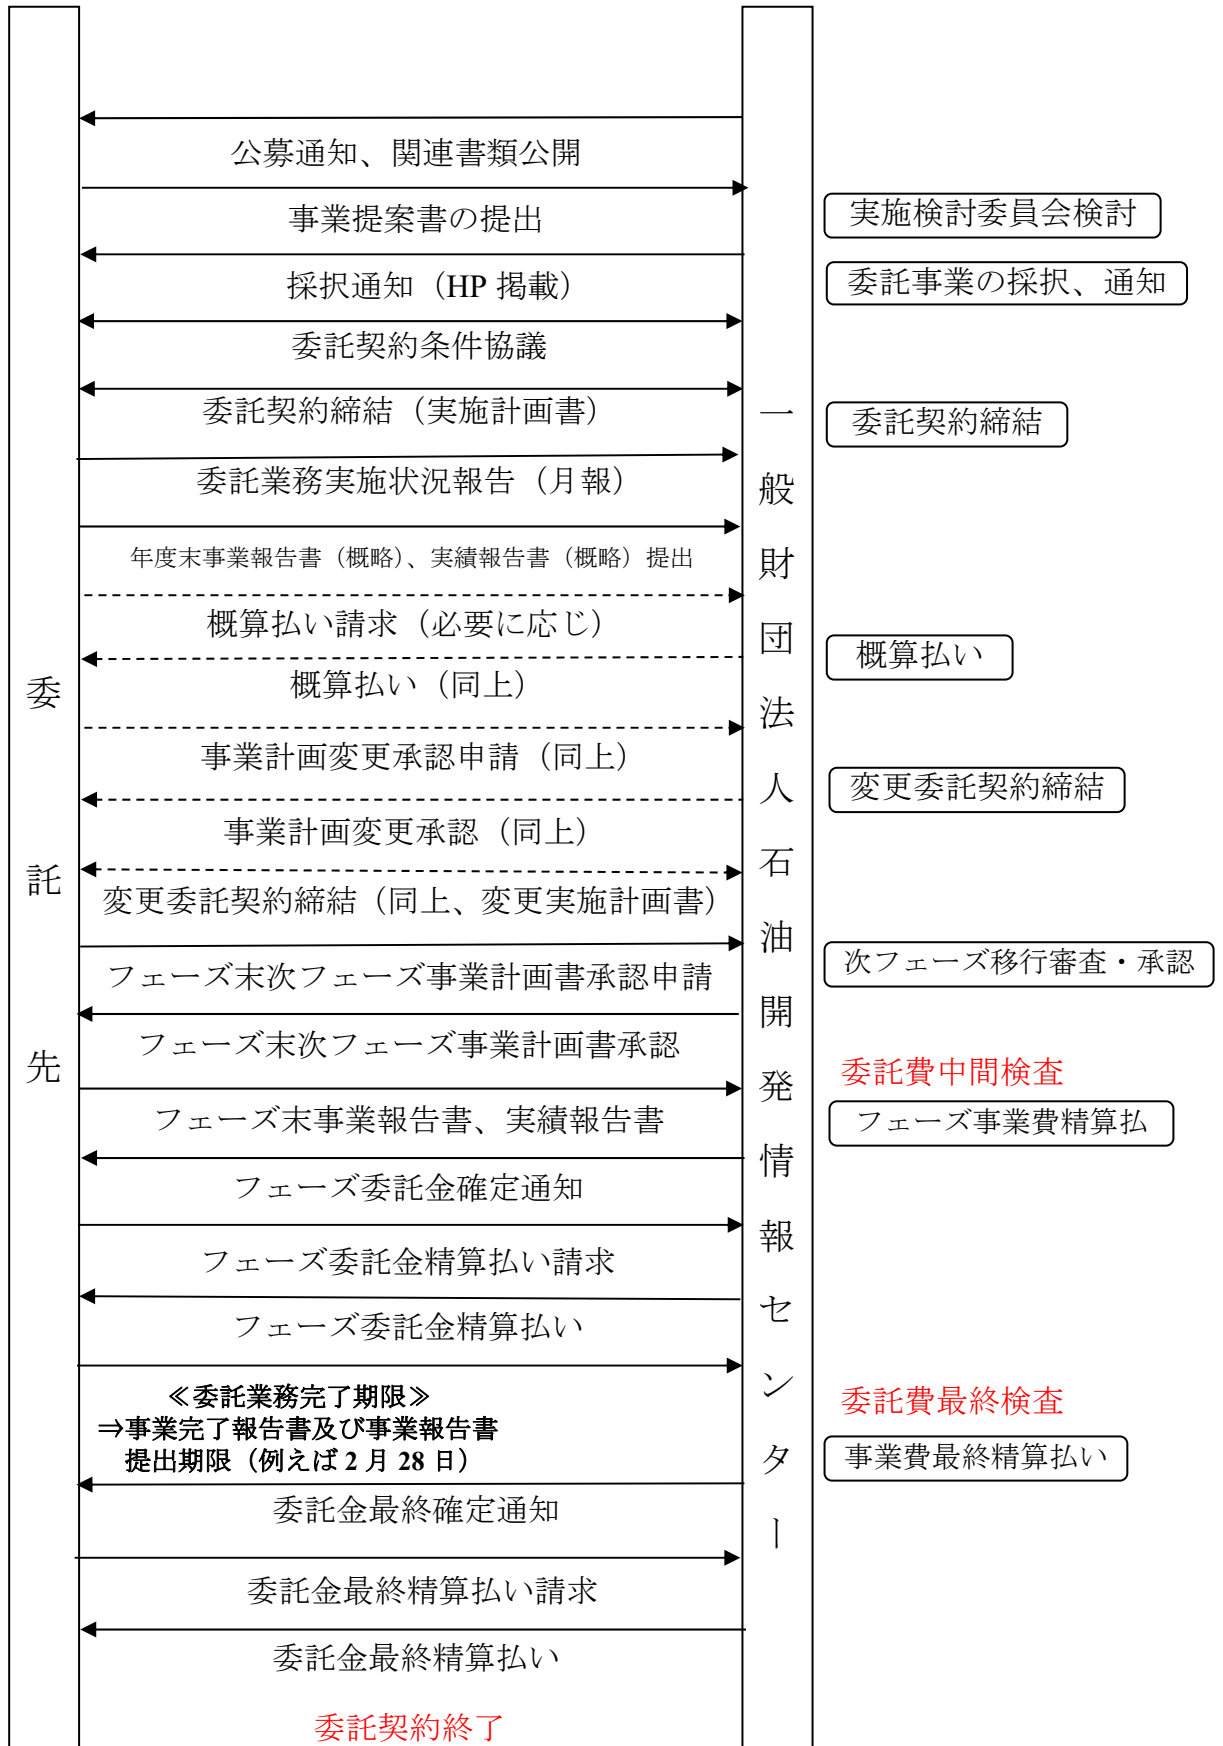 公募通知、関連書類公開
事業提案書の提出
実施検討委員会検討
採択通知（HP 掲載）
委託事業の採択、通知
委託契約条件協議
委託契約締結（実施計画書）
委託契約締結
委託業務実施状況報告（月報）
年度末事業報告書（概略）、実績報告書（概略）提出
概算払い請求（必要に応じ）
概算払い
概算払い（同上）
事業計画変更承認申請（同上）
変更委託契約締結
事業計画変更承認（同上）
変更委託契約締結（同上、変更実施計画書）
フェーズ末次フェーズ事業計画書承認申請
次フェーズ移行審査・承認
フェーズ末次フェーズ事業計画書承認
委託費中間検査
フェーズ末事業報告書、実績報告書
フェーズ事業費精算払
フェーズ委託金確定通知
フェーズ委託金精算払い請求
フェーズ委託金精算払い
≪委託業務完了期限≫
⇒事業完了報告書及び事業報告書
提出期限（例えば 2 月 28 日）
委託費最終検査
事業費最終精算払い
委託金最終確定通知
委託金最終精算払い請求
委託金最終精算払い
委託契約終了
委託先
一般財団法人石油開発情報センター